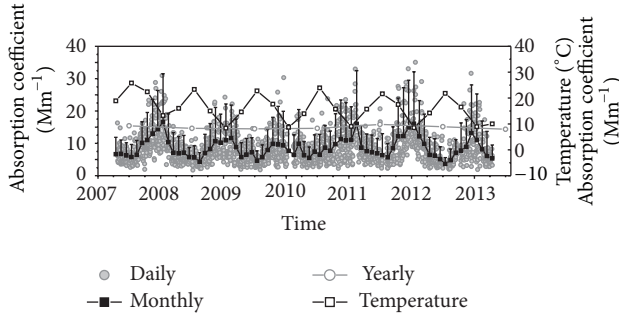 Absorption coefficient
(Mm⁻¹)
40
30
20
10
0
40
30
20
10
0
−10
Temperature (°C)
Absorption coefficient
(Mm⁻¹)
2007 2008 2009 2010 2011 2012 2013
Time
Daily Yearly
Monthly Temperature